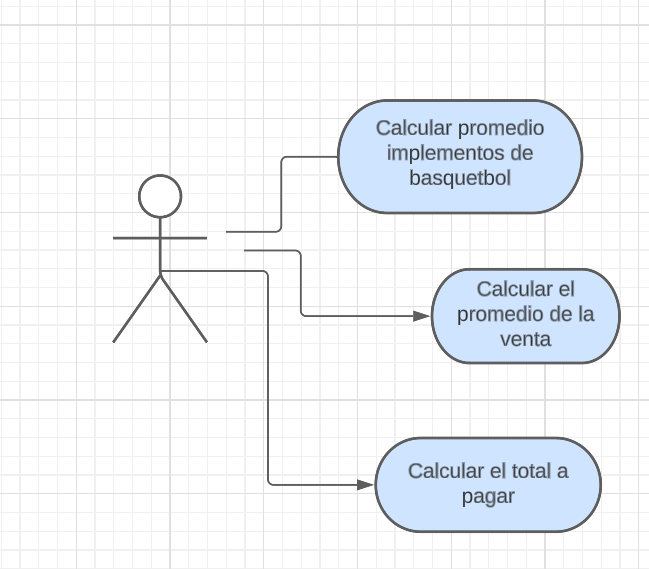 Calcular promedio
implementos de
basquetbol
Calcular el
promedio de la
venta
Calcular el total a
pagar